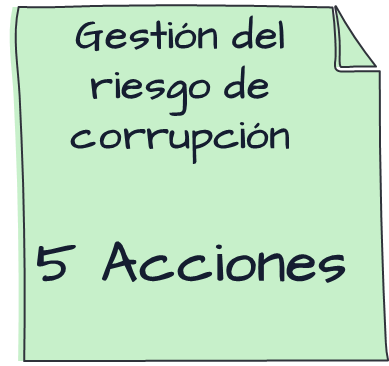 Gestión del
riesgo de
corrupción
5 Acciones